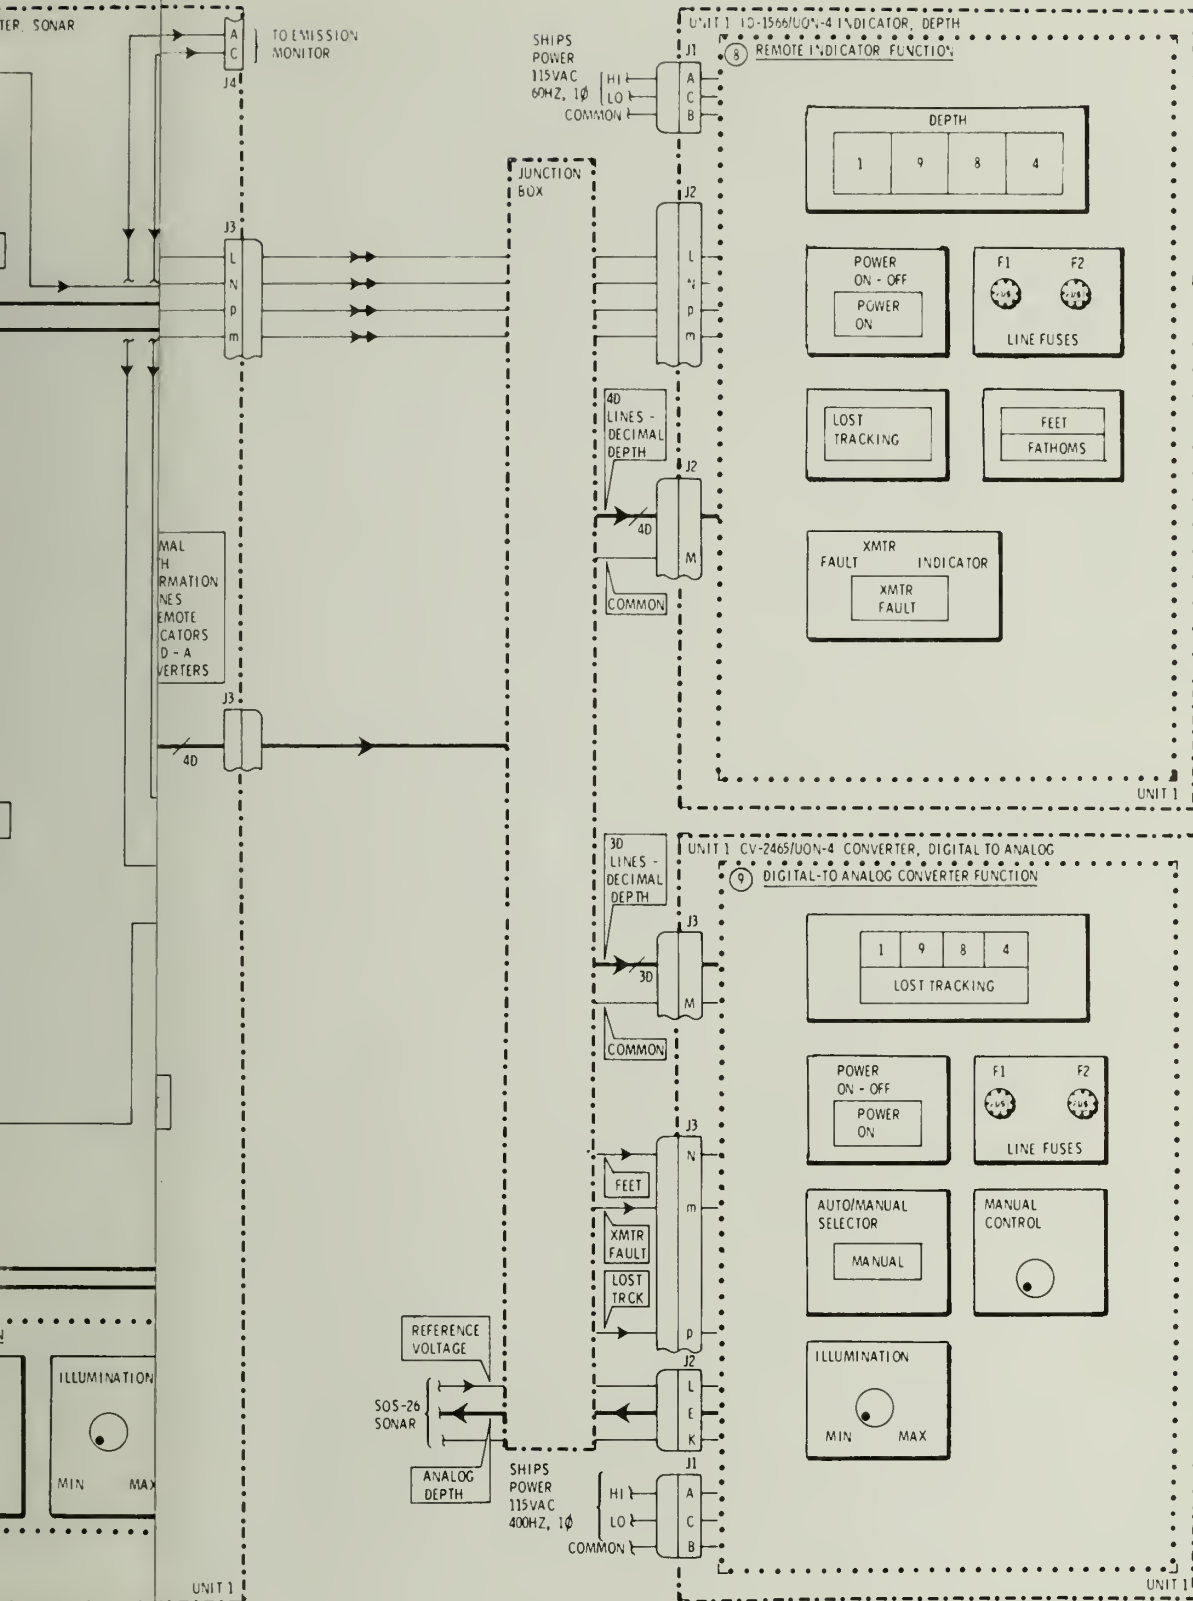 TER, SONAR
A
C
TO EMISSION
MONITOR
J4
SHIPS
POWER
115VAC
60HZ, 1Ø
HI
LO
COMMON
J1
A
C
B
UNIT 1 ID-1566/UQN-4 INDICATOR, DEPTH
8 REMOTE INDICATOR FUNCTION
DEPTH
1 9 8 4
JUNCTION
BOX
J3
L
N
P
m
J2
L
N
P
m
POWER
ON - OFF
POWER
ON
F1 F2
LINE FUSES
4D
LINES -
DECIMAL
DEPTH
LOST
TRACKING
FEET
FATHOMS
J2
4D
M
COMMON
XMTR
FAULT INDICATOR
XMTR
FAULT
MAL
H
RMATION
NES
EMOTE
CATORS
D - A
VERTERS
J3
4D
UNIT 1
3D
LINES -
DECIMAL
DEPTH
UNIT 1 CV-2465/UQN-4 CONVERTER, DIGITAL TO ANALOG
9 DIGITAL-TO ANALOG CONVERTER FUNCTION
J3
3D
M
COMMON
1 9 8 4
LOST TRACKING
POWER
ON - OFF
POWER
ON
F1 F2
LINE FUSES
J3
N
FEET
m
XMTR
FAULT
LOST
TRCK
P
AUTO/MANUAL
SELECTOR
MANUAL
MANUAL
CONTROL
REFERENCE
VOLTAGE
SQS-26
SONAR
ANALOG
DEPTH
J2
L
E
K
ILLUMINATION
MIN MAX
ILLUMINATION
MIN MAX
SHIPS
POWER
115VAC
400HZ, 1Ø
HI
LO
COMMON
J1
A
C
B
UNIT 1
UNIT 1